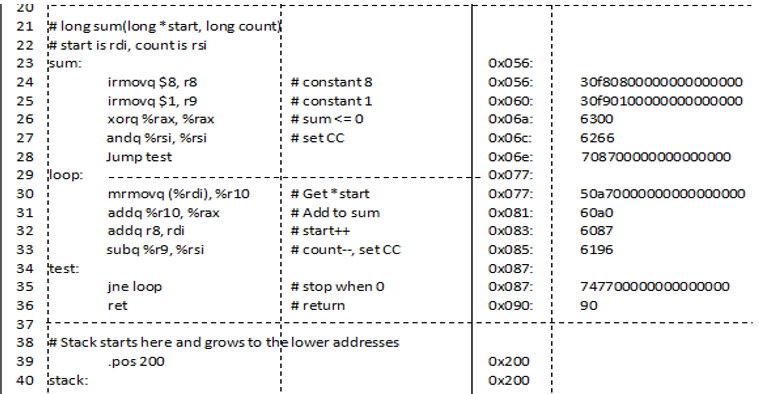 20
21 # long sum(long *start, long count)
22 # start is rdi, count is rsi
23 sum: 0x056:
24 irmovq $8, r8 # constant 8 0x056: 30f80800000000000000
25 irmovq $1, r9 # constant 1 0x060: 30f90100000000000000
26 xorq %rax, %rax # sum <= 0 0x06a: 6300
27 andq %rsi, %rsi # set CC 0x06c: 6266
28 Jump test 0x06e: 708700000000000000
29 loop: 0x077:
30 mrmovq (%rdi), %r10 # Get *start 0x077: 50a70000000000000000
31 addq %r10, %rax # Add to sum 0x081: 60a0
32 addq r8, rdi # start++ 0x083: 6087
33 subq %r9, %rsi # count--, set CC 0x085: 6196
34 test: 0x087:
35 jne loop # stop when 0 0x087: 747700000000000000
36 ret # return 0x090: 90
37
38 # Stack starts here and grows to the lower addresses
39 .pos 200 0x200
40 stack: 0x200